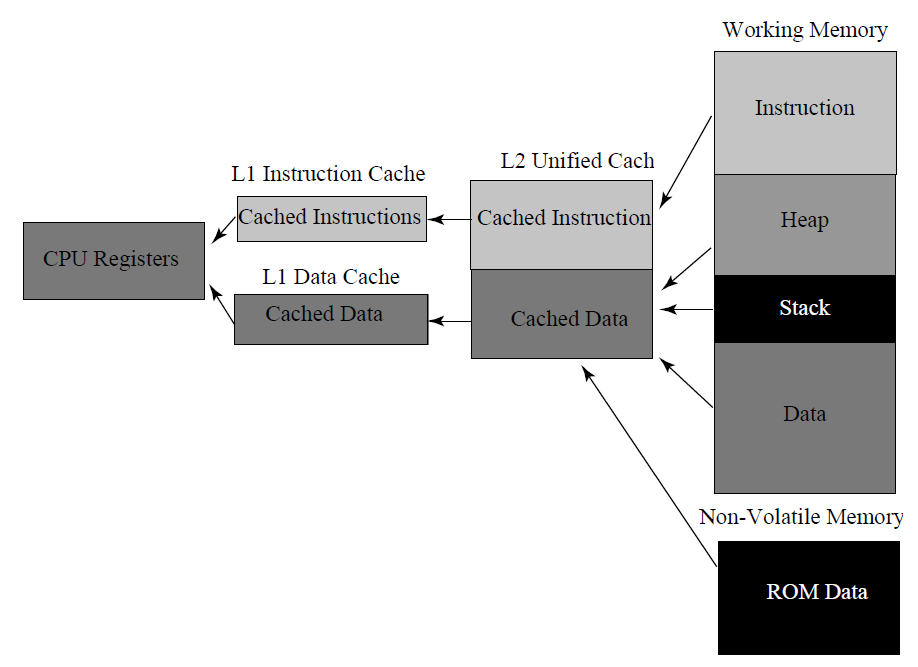 Working Memory
Instruction
L2 Unified Cach
L1 Instruction Cache
Cached Instructions
Cached Instruction
Heap
CPU Registers
L1 Data Cache
Cached Data
Cached Data
Stack
Data
Non-Volatile Memory
ROM Data